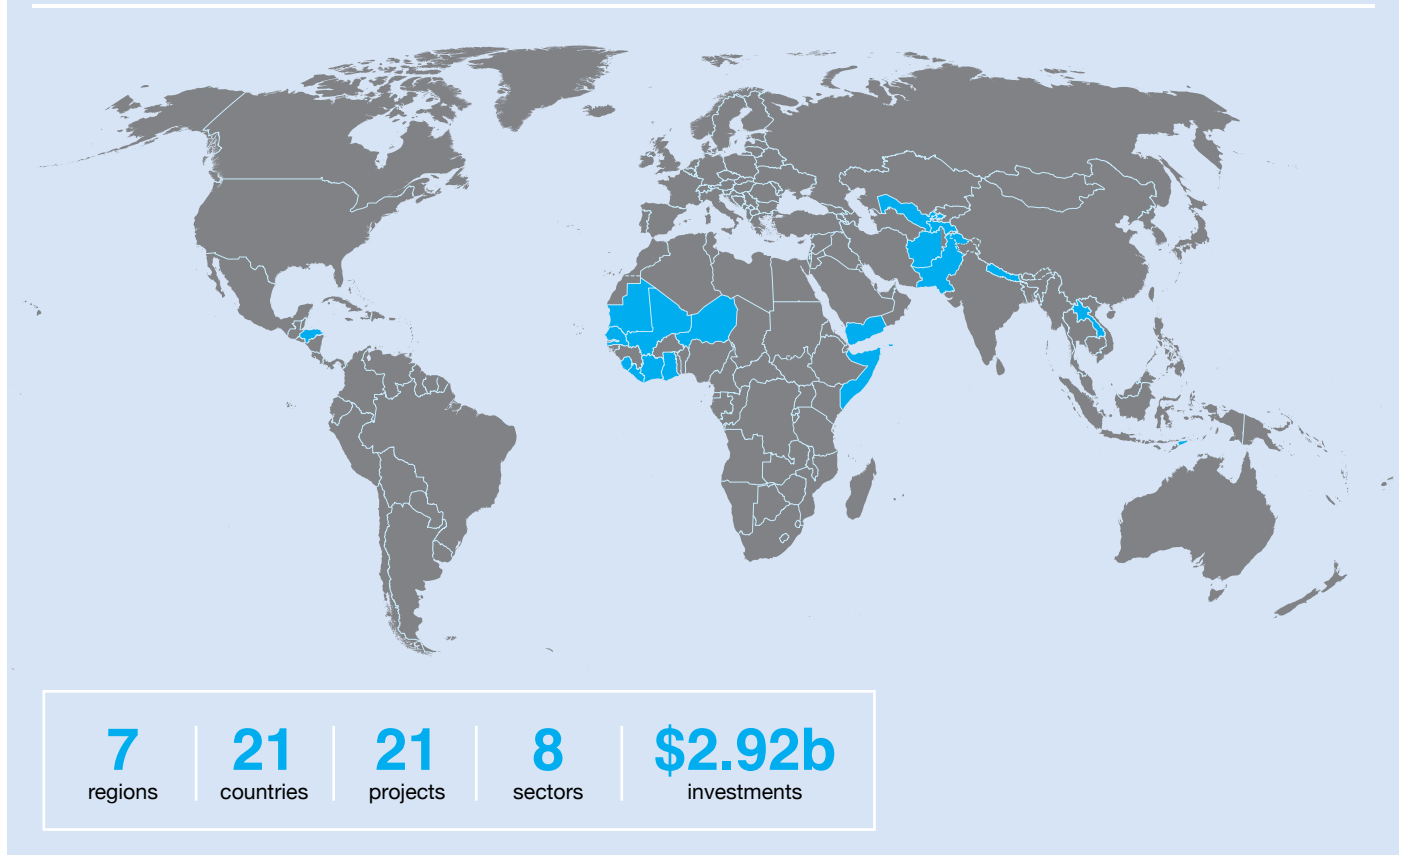 7 21 21 8 $2.92b
regions countries projects sectors investments